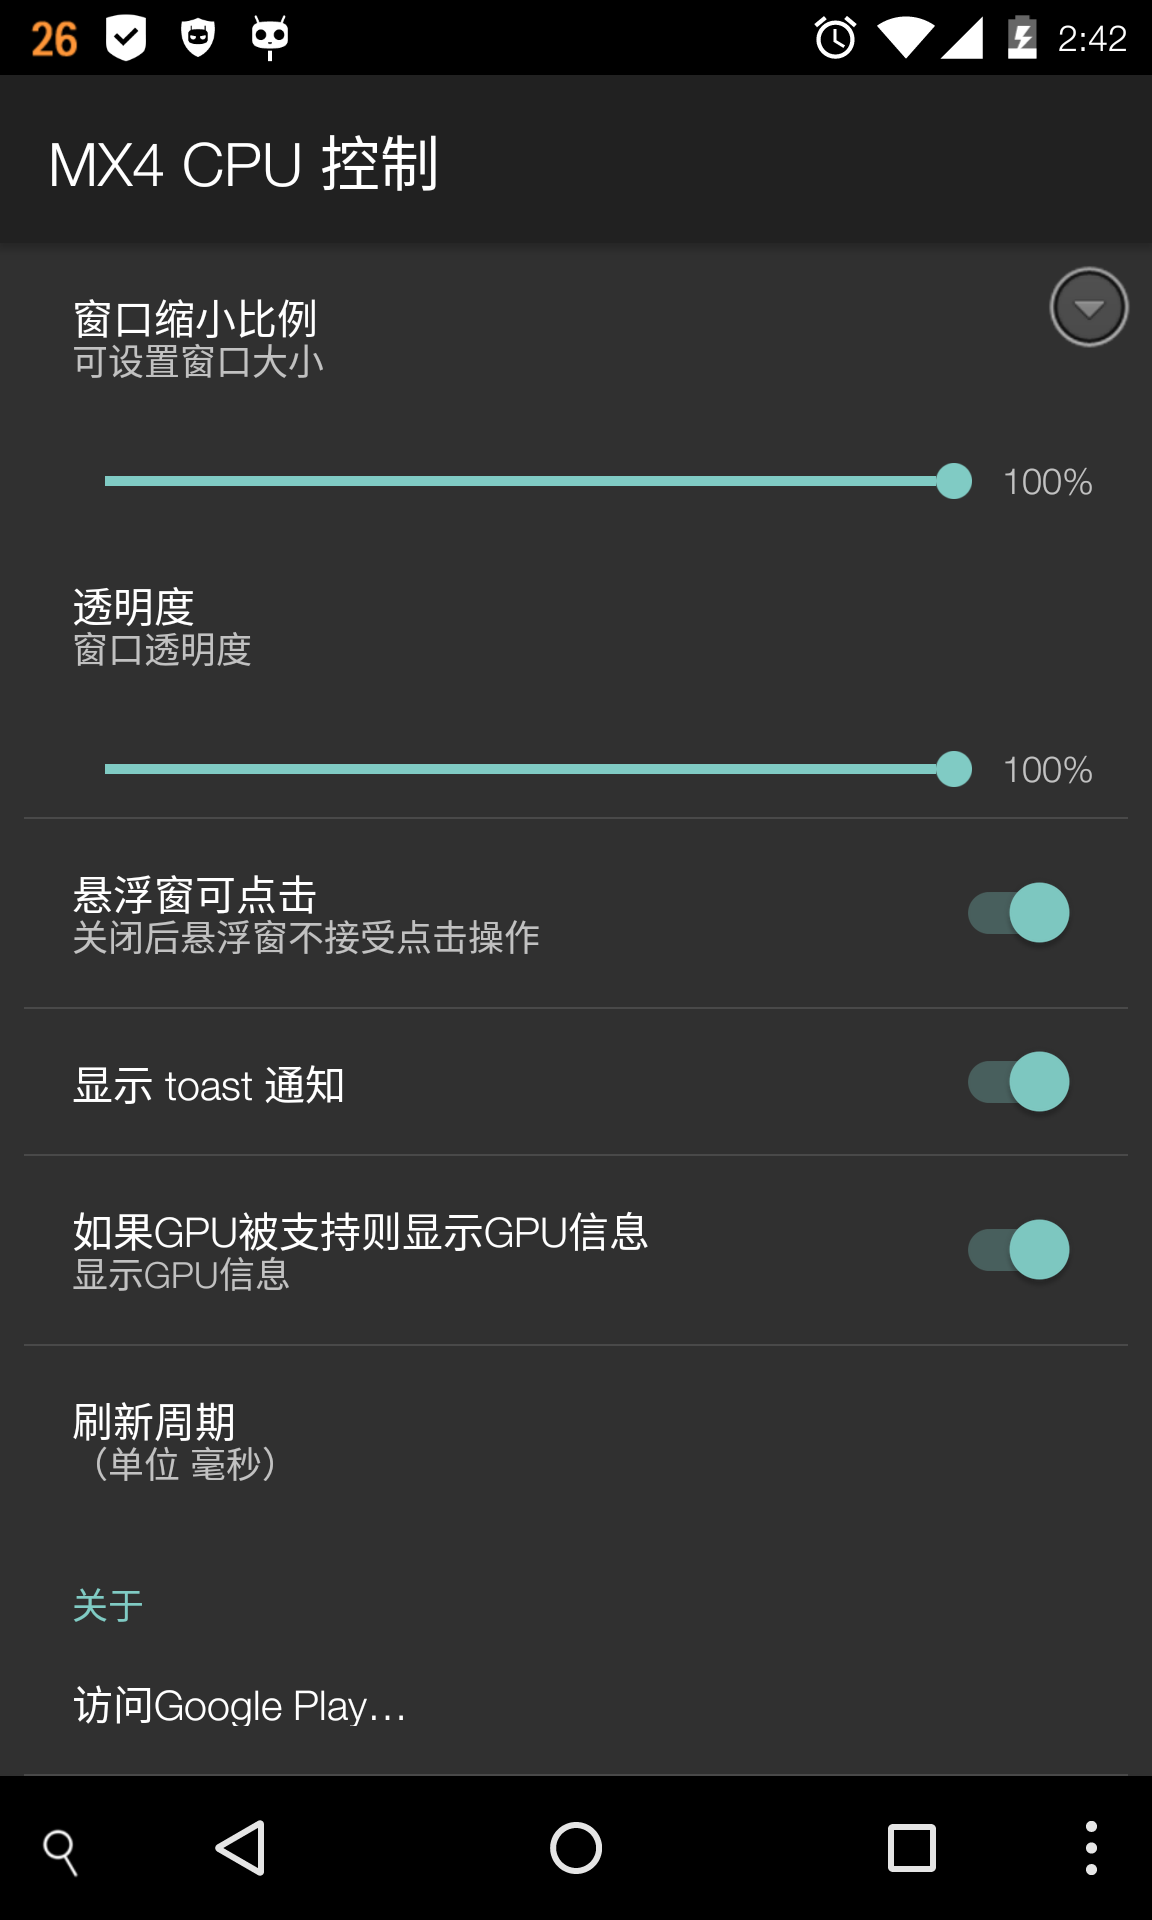 26
2:42
MX4 CPU 控制
窗口缩小比例
可设置窗口大小
100%
透明度
窗口透明度
100%
悬浮窗可点击
关闭后悬浮窗不接受点击操作
显示 toast 通知
如果GPU被支持则显示GPU信息
显示GPU信息
刷新周期
（单位 毫秒）
关于
访问Google Play...